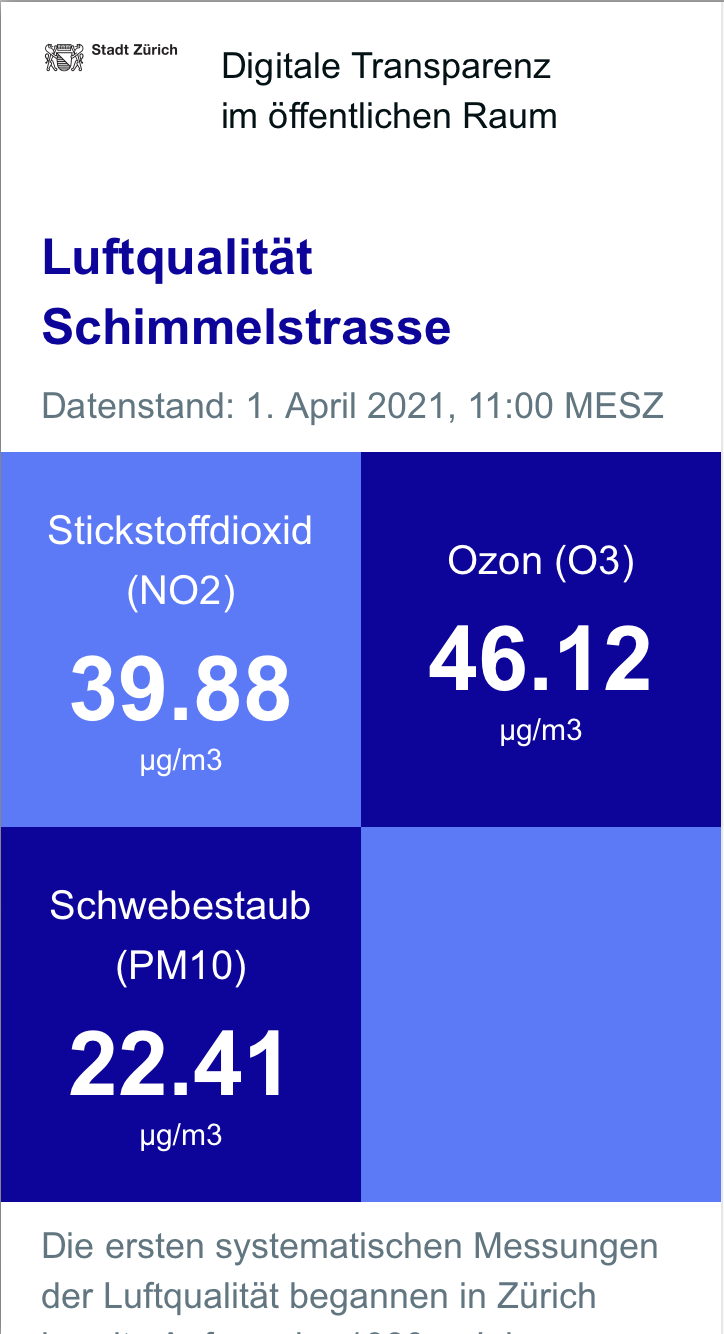 Stadt Zürich
Digitale Transparenz
im öffentlichen Raum
Luftqualität
Schimmelstrasse
Datenstand: 1. April 2021, 11:00 MESZ
Stickstoffdioxid
(NO2)
39.88
µg/m3
Ozon (O3)
46.12
µg/m3
Schwebestaub
(PM10)
22.41
µg/m3
Die ersten systematischen Messungen
der Luftqualität begannen in Zürich